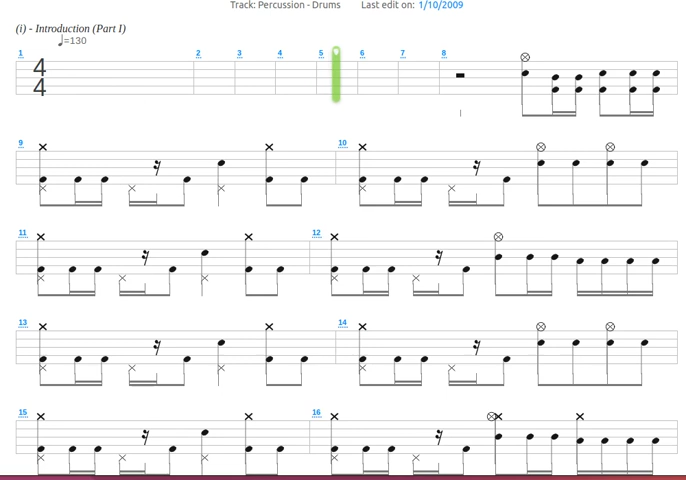 Track: Percussion - Drums Last edit on: 1/10/2009
(i) - Introduction (Part I)
♩=130
1 2 3 4 5 6 7 8
4
4
9 10
11 12
13 14
15 16